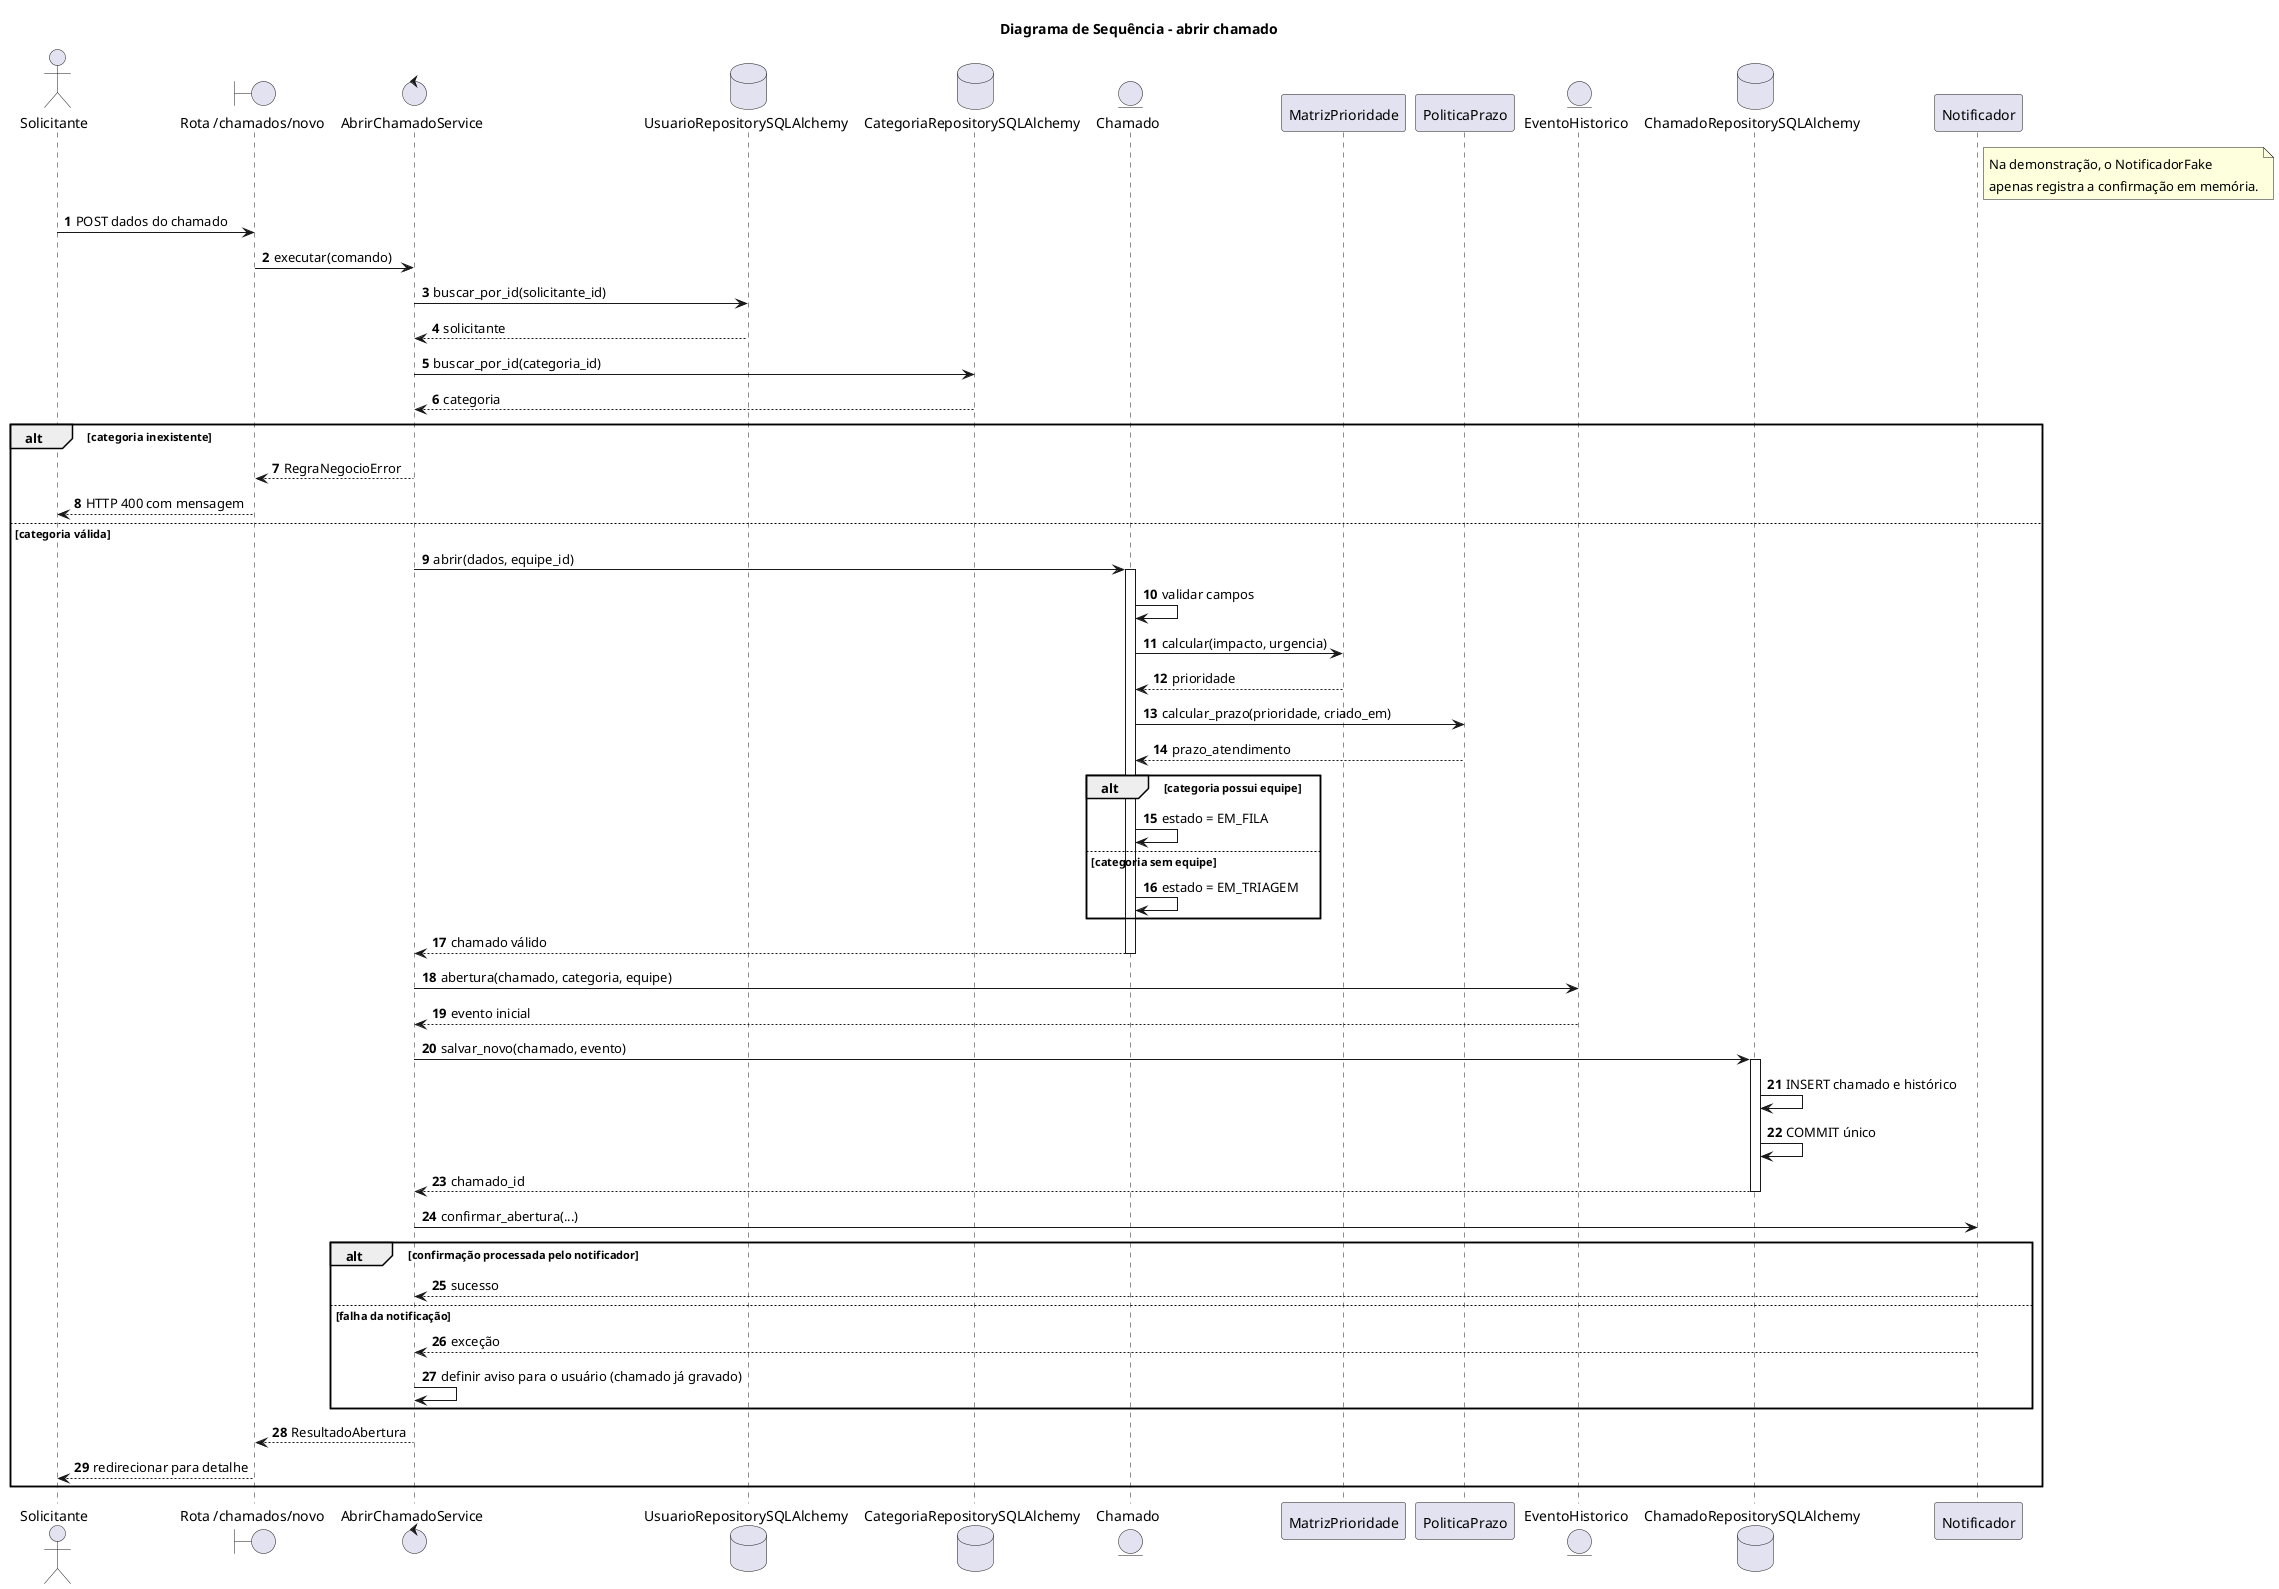 Diagrama de Sequência - abrir chamado
Solicitante
Rota /chamados/novo
AbrirChamadoService
UsuarioRepositorySQLAlchemy
CategoriaRepositorySQLAlchemy
Chamado
MatrizPrioridade
PoliticaPrazo
EventoHistorico
ChamadoRepositorySQLAlchemy
Notificador
Na demonstração, o NotificadorFake
apenas registra a confirmação em memória.
1 POST dados do chamado
2 executar(comando)
3 buscar_por_id(solicitante_id)
4 solicitante
5 buscar_por_id(categoria_id)
6 categoria
alt [categoria inexistente]
7 RegraNegocioError
8 HTTP 400 com mensagem
[categoria válida]
9 abrir(dados, equipe_id)
10 validar campos
11 calcular(impacto, urgencia)
12 prioridade
13 calcular_prazo(prioridade, criado_em)
14 prazo_atendimento
alt [categoria possui equipe]
15 estado = EM_FILA
[categoria sem equipe]
16 estado = EM_TRIAGEM
17 chamado válido
18 abertura(chamado, categoria, equipe)
19 evento inicial
20 salvar_novo(chamado, evento)
21 INSERT chamado e histórico
22 COMMIT único
23 chamado_id
24 confirmar_abertura(...)
alt [confirmação processada pelo notificador]
25 sucesso
[falha da notificação]
26 exceção
27 definir aviso para o usuário (chamado já gravado)
28 ResultadoAbertura
29 redirecionar para detalhe
Solicitante
Rota /chamados/novo
AbrirChamadoService
UsuarioRepositorySQLAlchemy
CategoriaRepositorySQLAlchemy
Chamado
MatrizPrioridade
PoliticaPrazo
EventoHistorico
ChamadoRepositorySQLAlchemy
Notificador